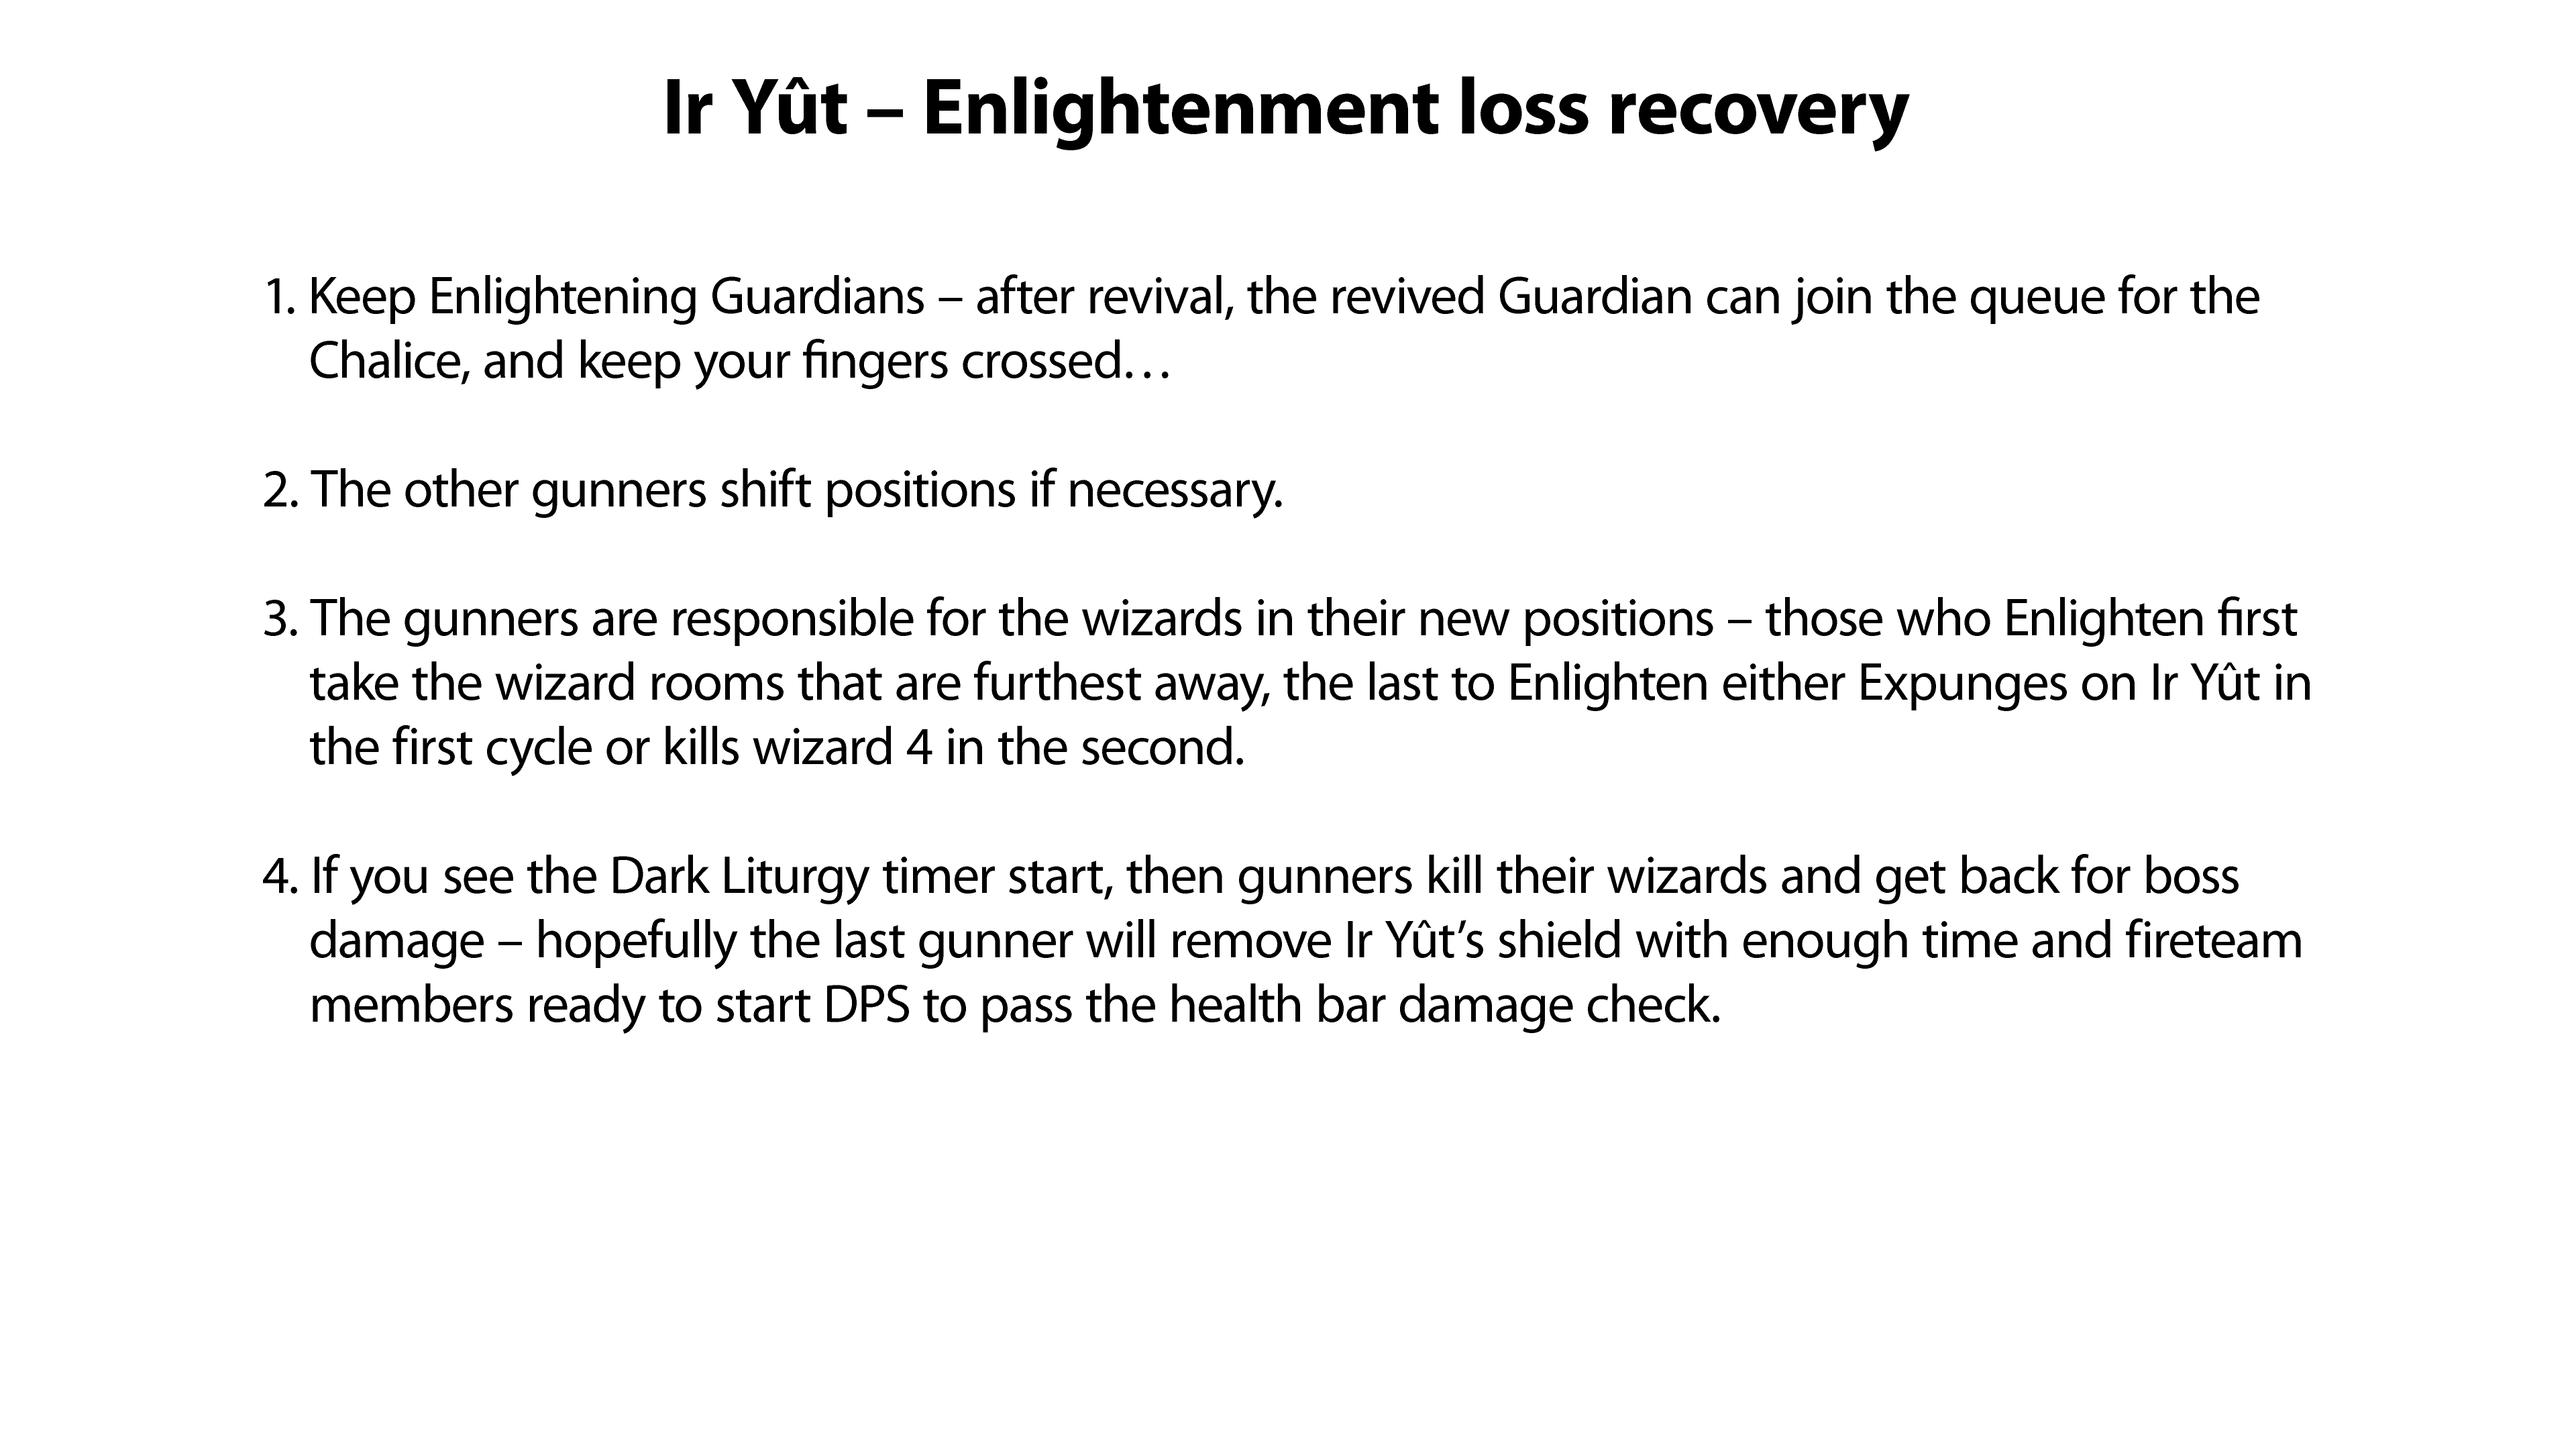 Ir Yût – Enlightenment loss recovery
1. Keep Enlightening Guardians – after revival, the revived Guardian can join the queue for the
Chalice, and keep your fingers crossed…
2. The other gunners shift positions if necessary.
3. The gunners are responsible for the wizards in their new positions – those who Enlighten first
take the wizard rooms that are furthest away, the last to Enlighten either Expunges on Ir Yût in
the first cycle or kills wizard 4 in the second.
4. If you see the Dark Liturgy timer start, then gunners kill their wizards and get back for boss
damage – hopefully the last gunner will remove Ir Yût’s shield with enough time and fireteam
members ready to start DPS to pass the health bar damage check.